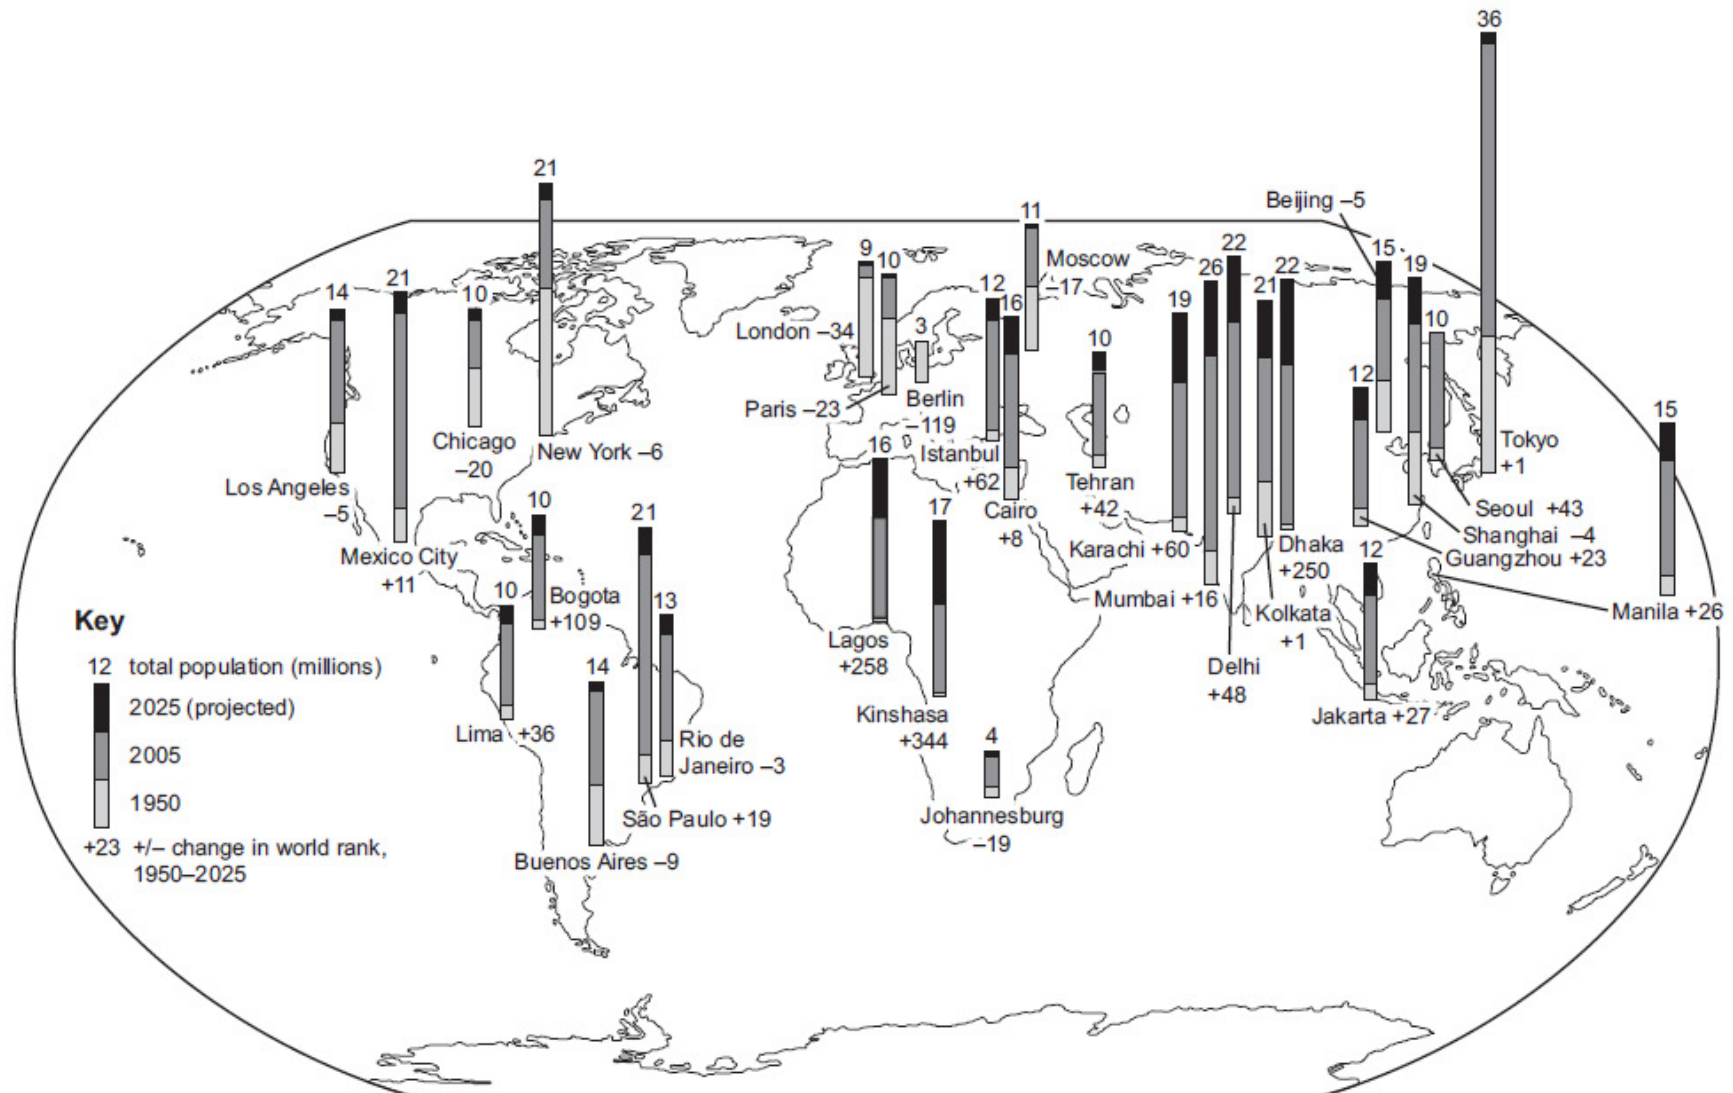 36
Tokyo
+1
21
New York –6
14
Los Angeles
–5
21
Mexico City
+11
10
Chicago
–20
9
London –34
10
Paris –23
3
Berlin
–119
12
Istanbul
+62
16
Cairo
+8
11
Moscow
–17
10
Tehran
+42
19
Karachi +60
26
Mumbai +16
22
Delhi
+48
21
Kolkata
+1
22
Dhaka
+250
Beijing –5
15
19
Shanghai –4
10
Seoul +43
12
Guangzhou +23
15
Manila +26
12
Jakarta +27
16
Lagos
+258
17
Kinshasa
+344
4
Johannesburg
–19
10
Bogota
+109
10
Lima +36
21
São Paulo +19
13
Rio de
Janeiro –3
14
Buenos Aires –9
Key
12 total population (millions)
2025 (projected)
2005
1950
+23 +/– change in world rank,
1950–2025